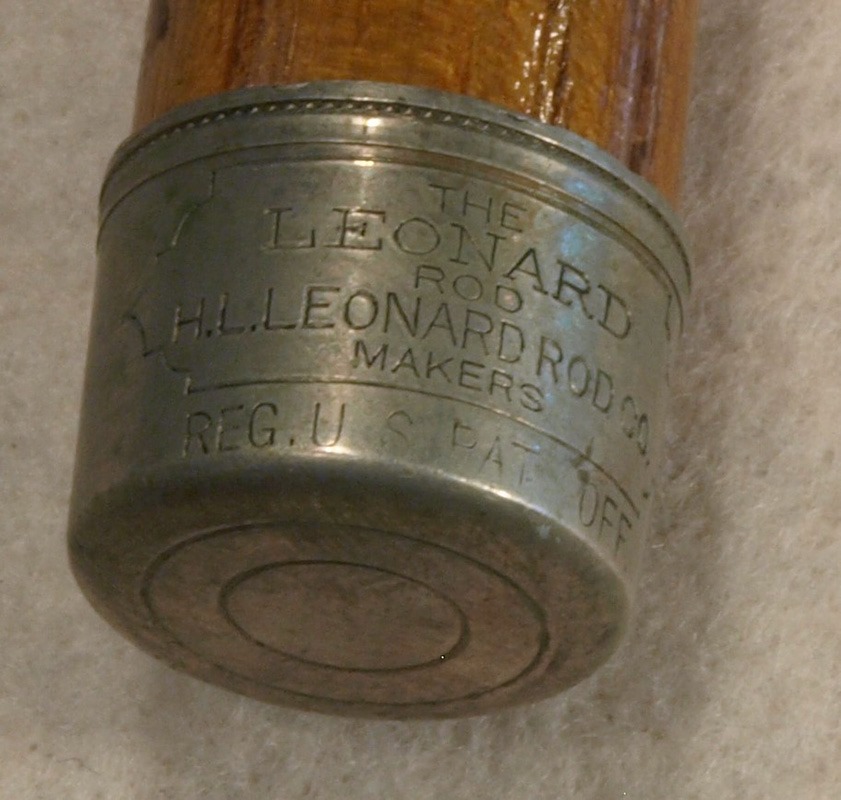 THE
LEONARD
ROD
H.L.LEONARD ROD CO.
MAKERS
REG. U S PAT OFF